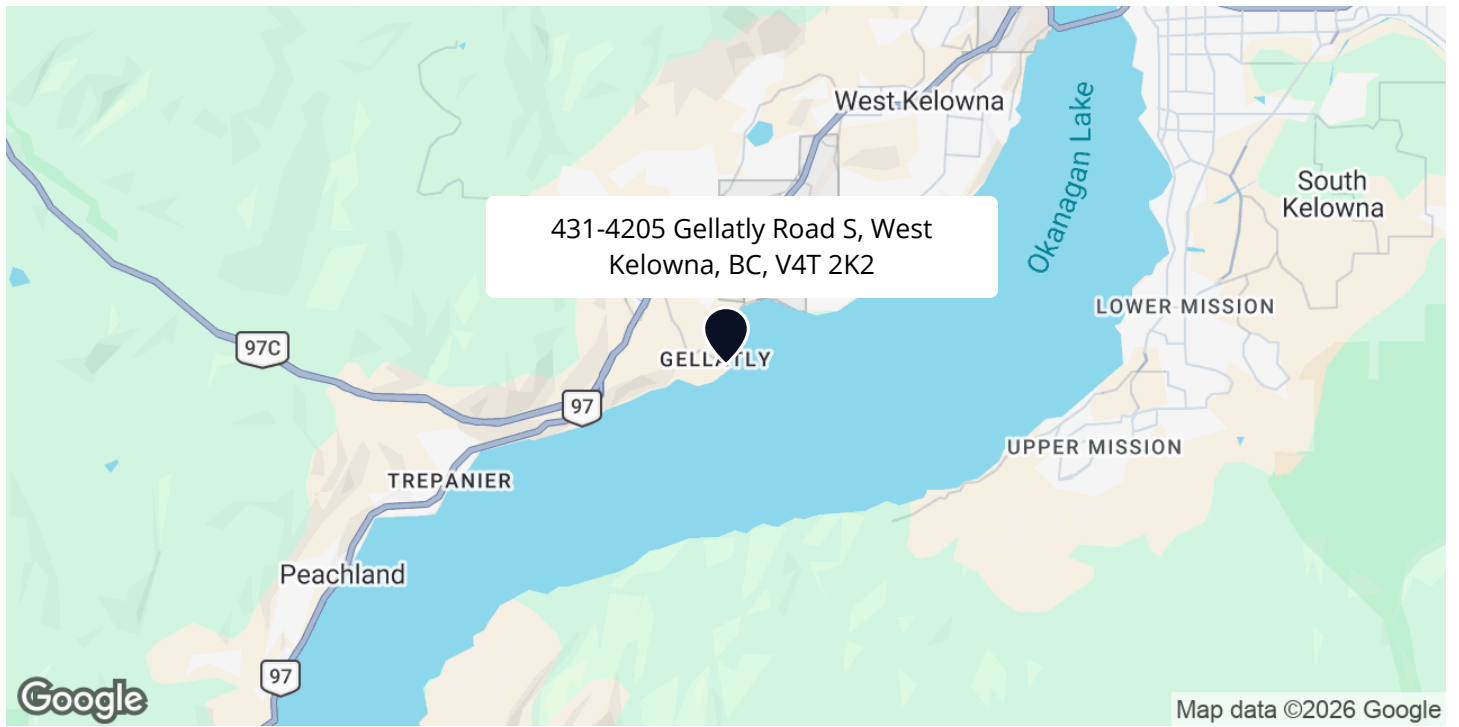 West Kelowna
Okanagan Lake
South
Kelowna
431-4205 Gellatly Road S, West
Kelowna, BC, V4T 2K2
LOWER MISSION
97C
GELLATLY
97
UPPER MISSION
TREPANIER
Peachland
97
Google
Map data ©2026 Google